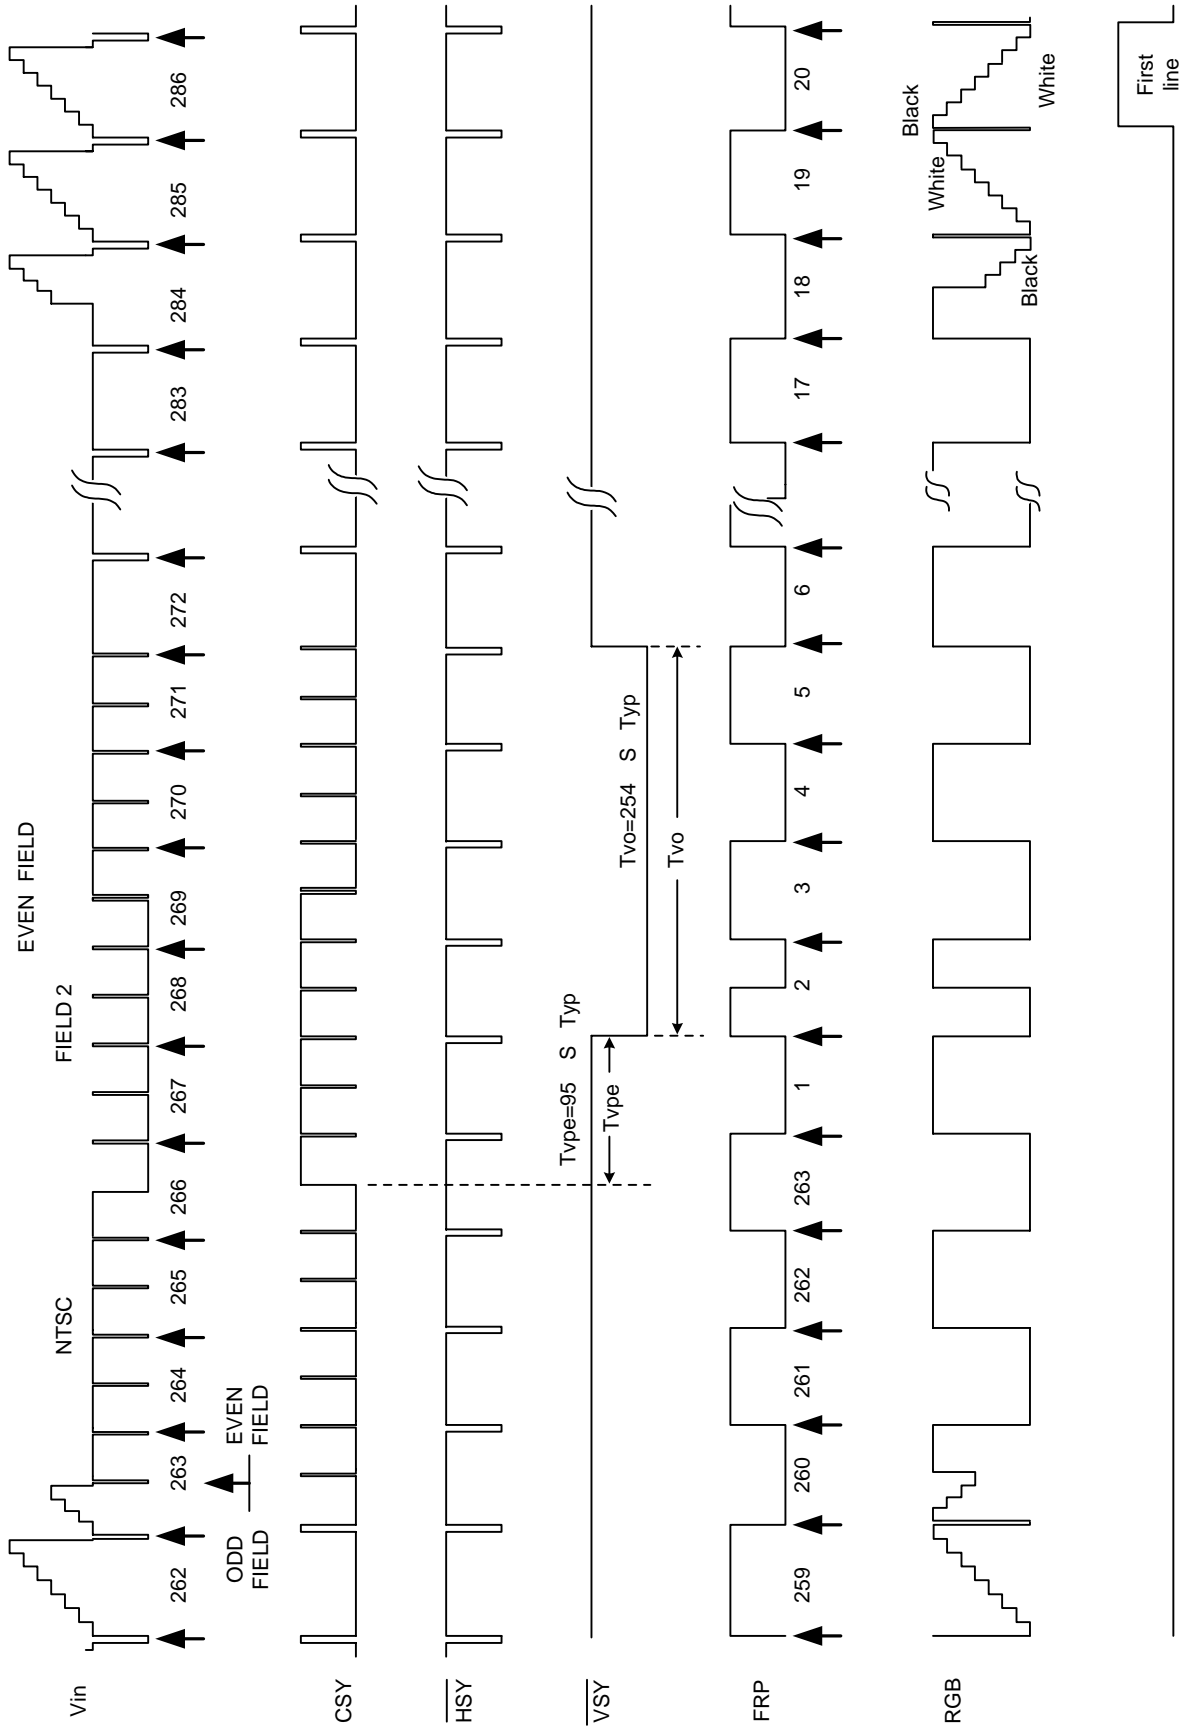 EVEN FIELD
NTSC
FIELD 2
Vin
262
263
264
265
266
267
268
269
270
271
272
283
284
285
286
ODD
FIELD
EVEN
FIELD
CSY
HSY
VSY
Tvpe=95 S Typ
Tvpe
Tvo=254 S Typ
Tvo
FRP
259
260
261
262
263
1
2
3
4
5
6
17
18
19
20
RGB
Black
White
Black
White
First
line